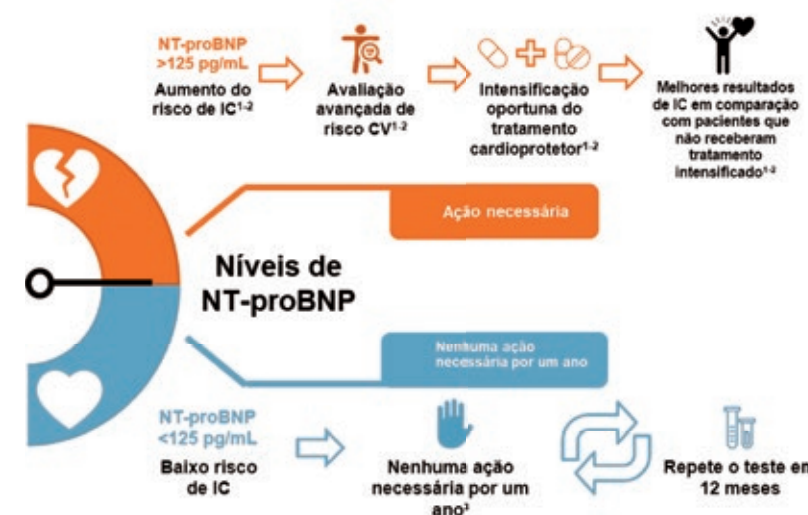 NT-proBNP
>125 pg/mL
Aumento do
risco de IC¹⁻²
Avaliação
avançada de
risco CV¹⁻²
Intensificação
oportuna do
tratamento
cardioprotetor¹⁻²
Melhores resultados
de IC em comparação
com pacientes que
não receberam
tratamento
intensificado¹⁻²
Ação necessária
Níveis de
NT-proBNP
Nenhuma ação
necessária por um ano
NT-proBNP
<125 pg/mL
Baixo risco
de IC
Nenhuma ação
necessária por um
ano³
Repete o teste em
12 meses